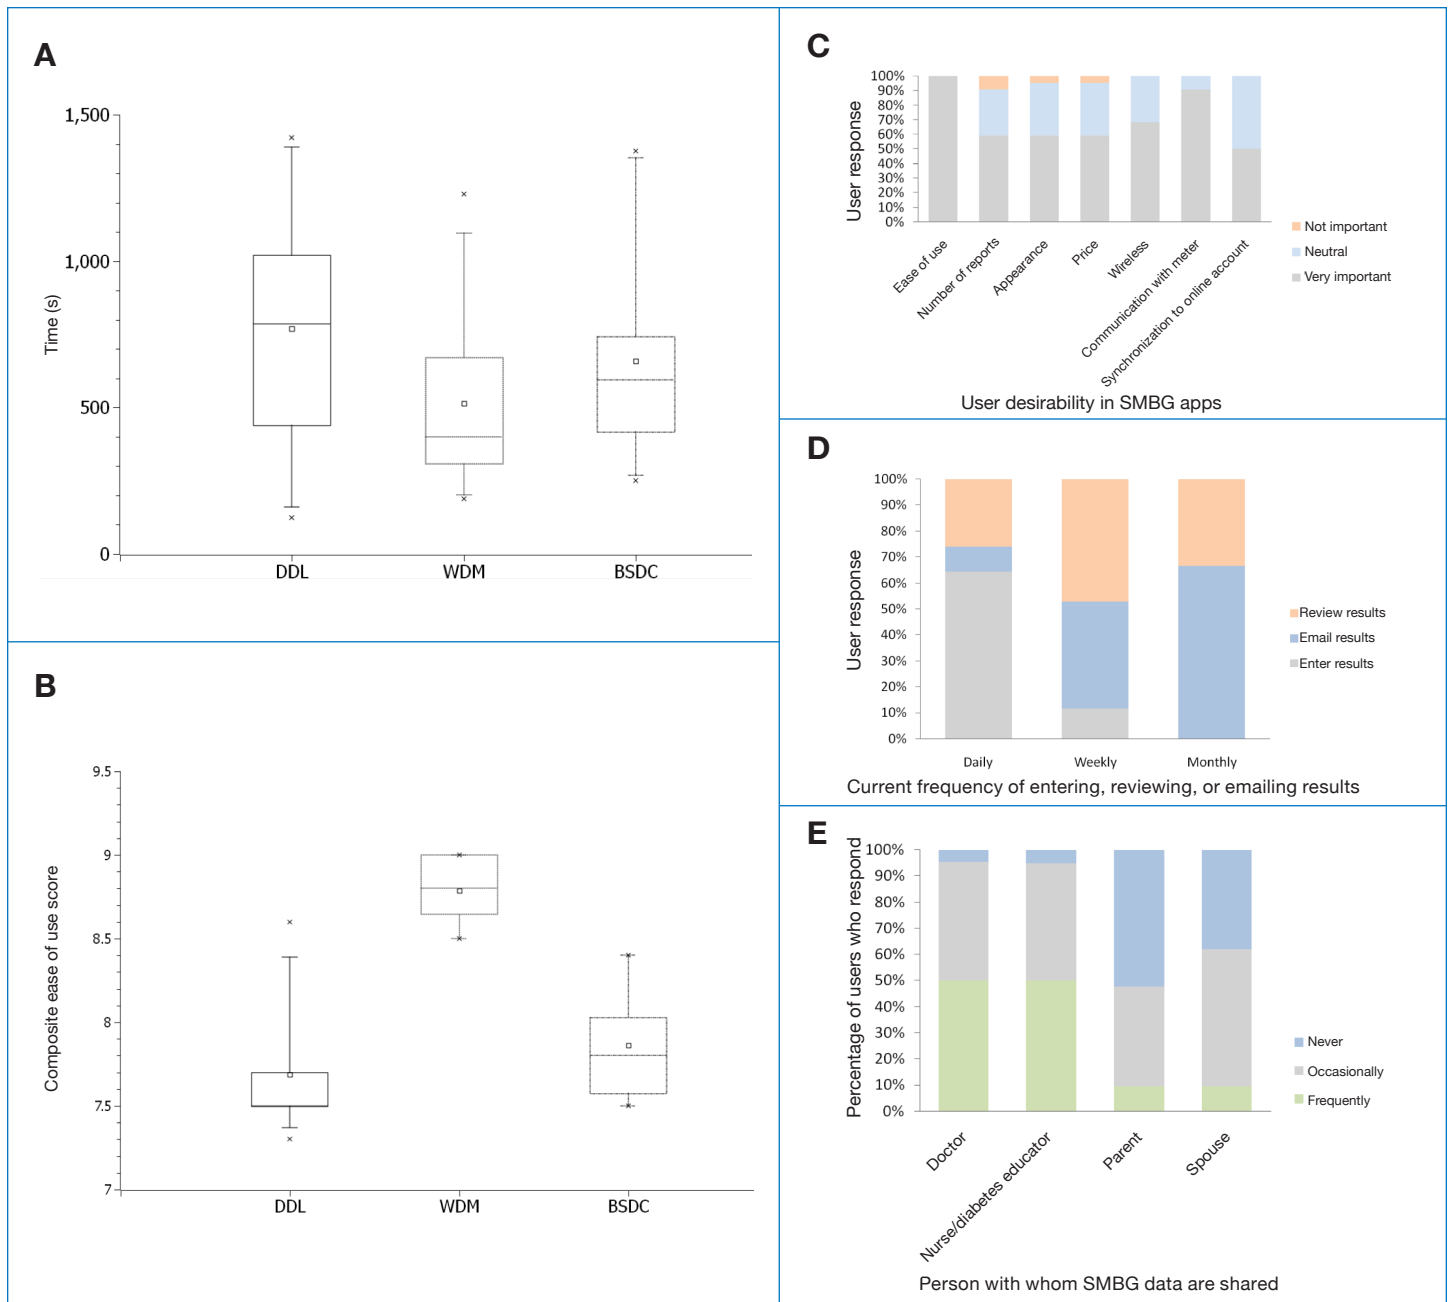 A
1,500
1,000
500
0
Time (s)
DDL WDM BSDC
B
9.5
9
8.5
8
7.5
7
Composite ease of use score
DDL WDM BSDC
C
100%
90%
80%
70%
60%
50%
40%
30%
20%
10%
0%
User response
Ease of use
Number of reports
Appearance
Price
Wireless
Communication with meter
Synchronization to online account
Not important
Neutral
Very important
User desirability in SMBG apps
D
100%
90%
80%
70%
60%
50%
40%
30%
20%
10%
0%
User response
Daily Weekly Monthly
Review results
Email results
Enter results
Current frequency of entering, reviewing, or emailing results
E
100%
90%
80%
70%
60%
50%
40%
30%
20%
10%
0%
Percentage of users who respond
Doctor
Nurse/diabetes educator
Parent
Spouse
Never
Occasionally
Frequently
Person with whom SMBG data are shared